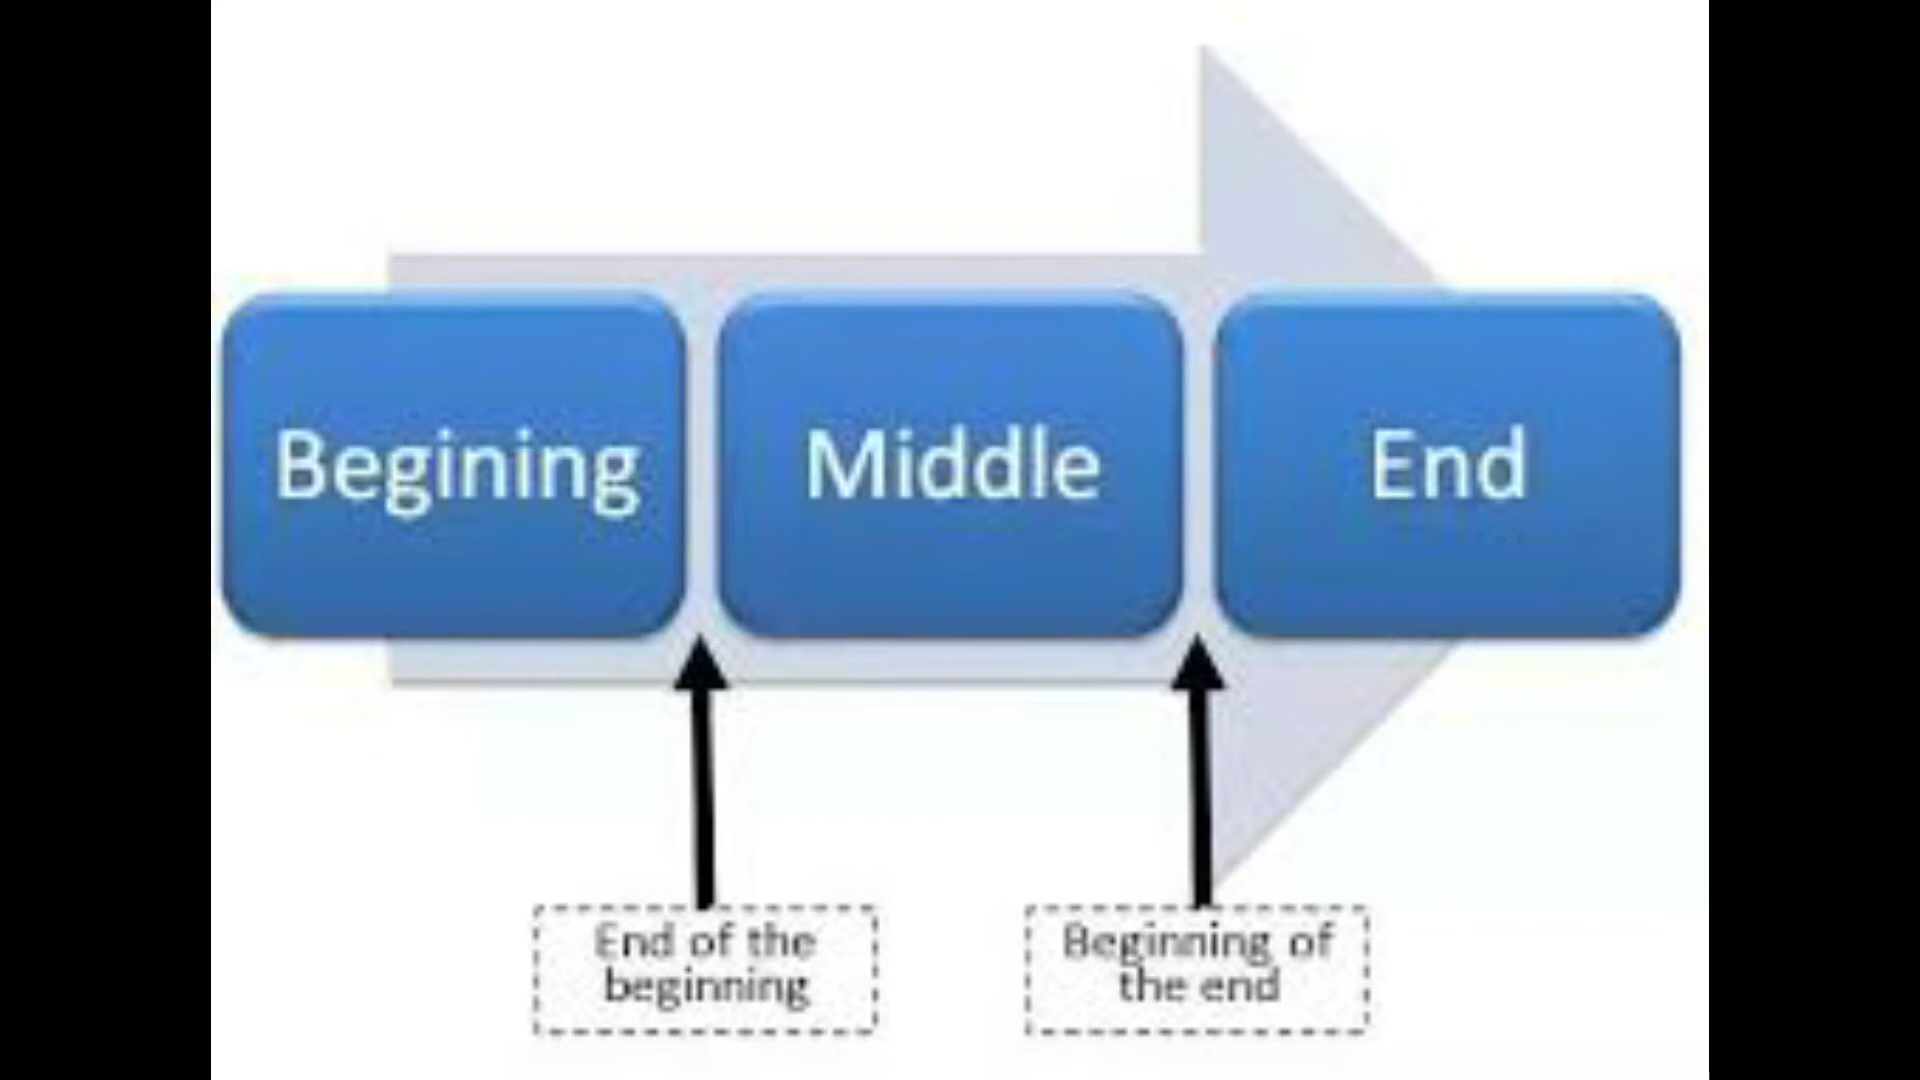 Begining
Middle
End
End of the
beginning
Beginning of
the end